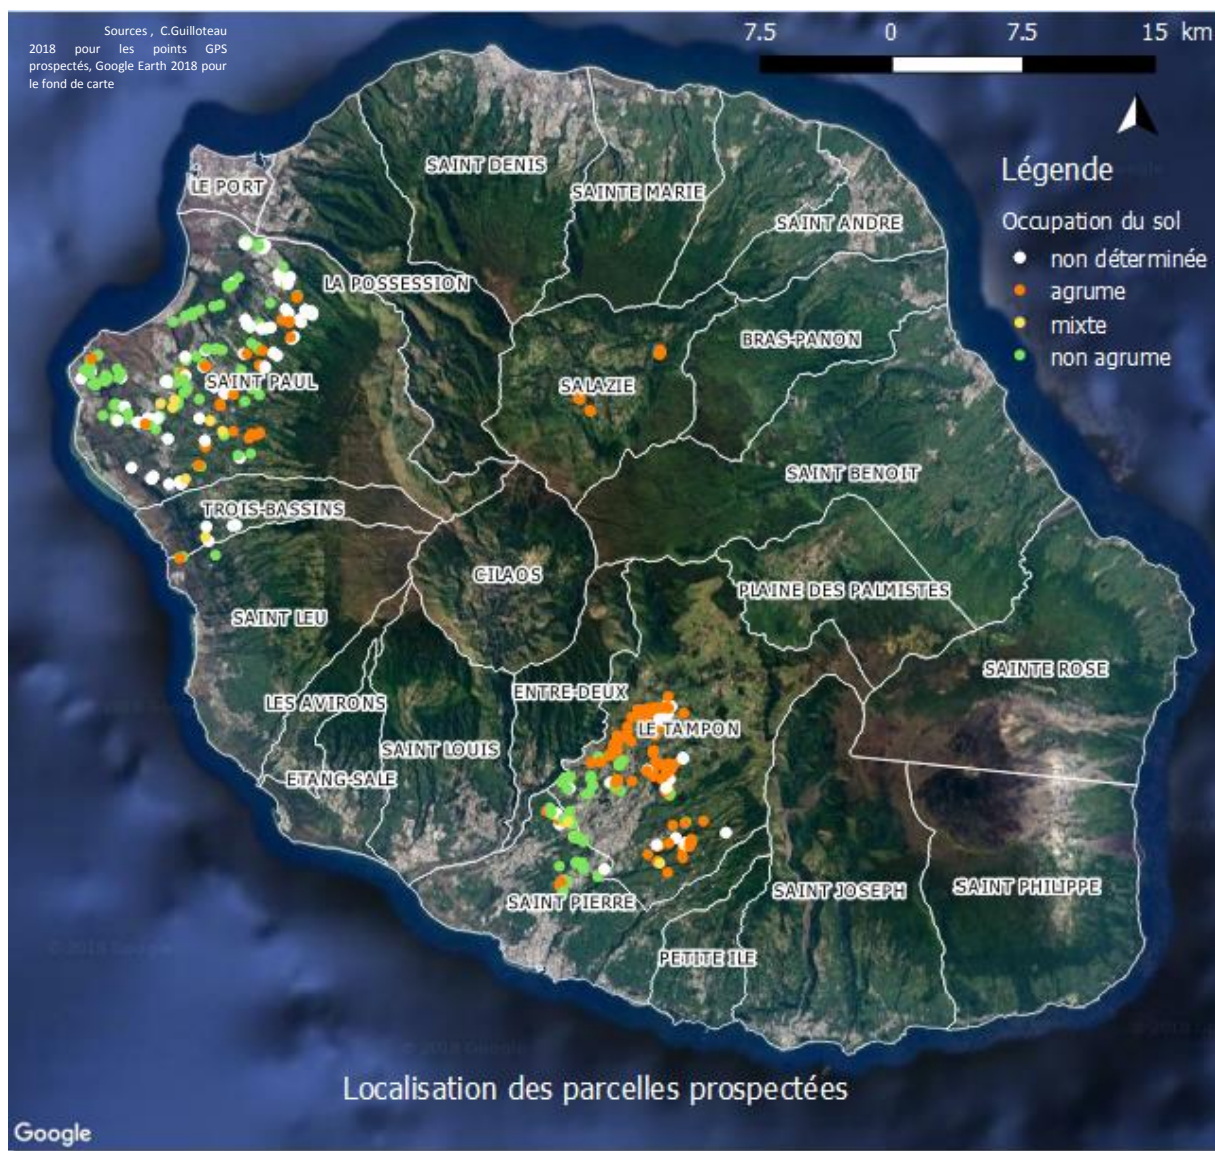 Sources , C.Guilloteau
2018 pour les points GPS
prospectés, Google Earth 2018 pour
le fond de carte
7.5 0 7.5 15 km
Légende
Occupation du sol
non déterminée
agrume
mixte
non agrume
SAINT DENIS
LE PORT
SAINTE MARIE
SAINT ANDRE
LA POSSESSION
BRAS-PANON
SAINT PAUL
SALAZIE
SAINT BENOIT
TROIS-BASSINS
CILAOS
PLAINE DES PALMISTES
SAINT LEU
SAINTE ROSE
ENTRE-DEUX
LES AVIRONS
LE TAMPON
SAINT LOUIS
ETANG-SALE
SAINT JOSEPH
SAINT PHILIPPE
SAINT PIERRE
PETITE ILE
Localisation des parcelles prospectées
Google